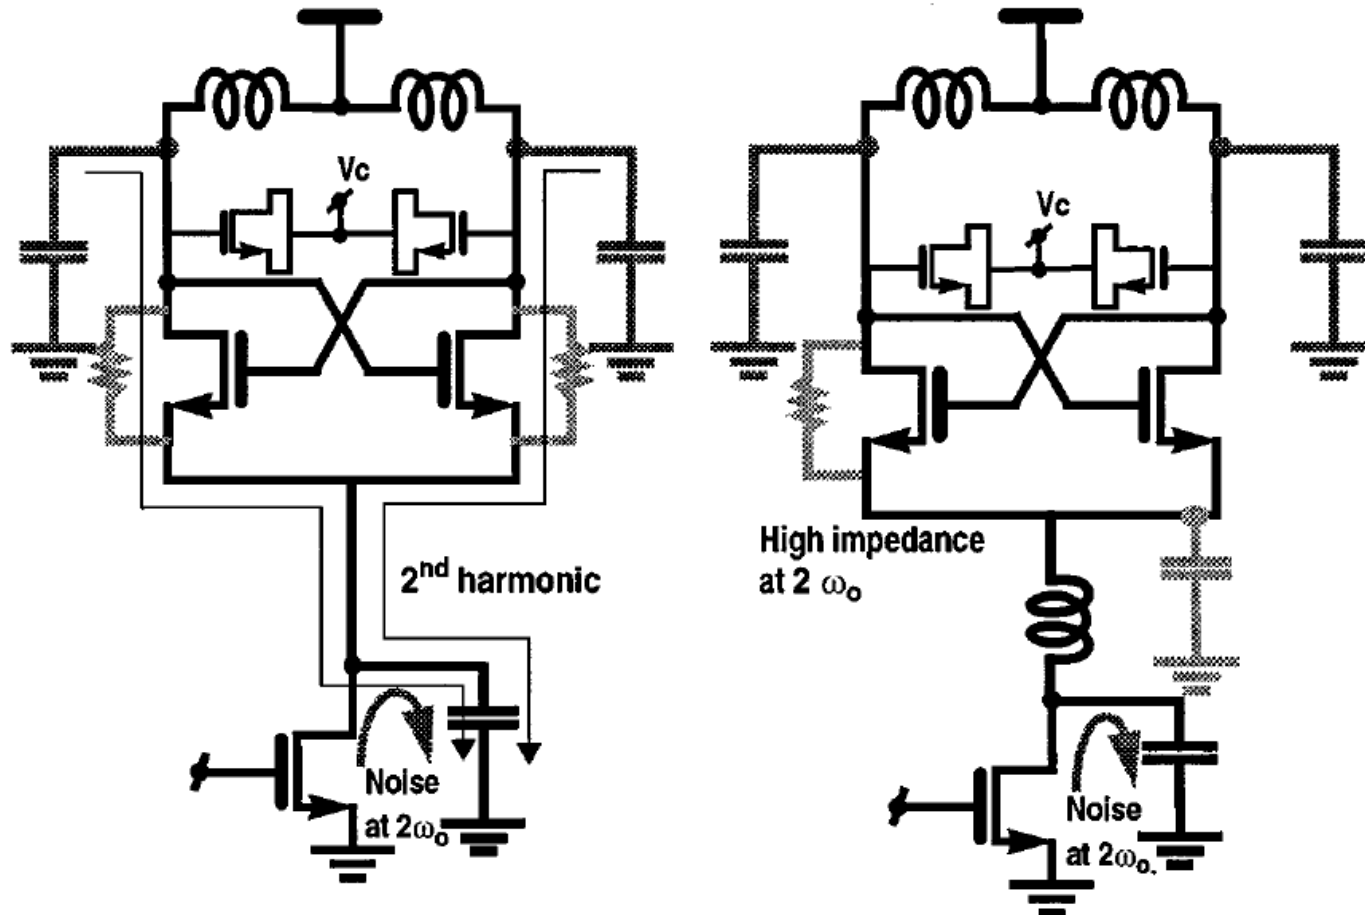 Vc
2nd harmonic
Noise
at 2ωo
Vc
High impedance
at 2 ωo
Noise
at 2ωo.